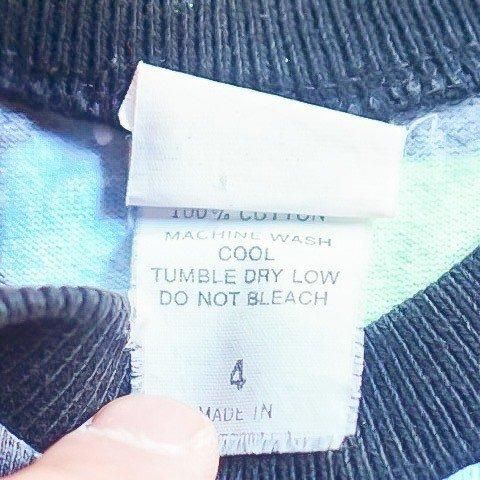 100% COTTON
MACHINE WASH
COOL
TUMBLE DRY LOW
DO NOT BLEACH
4
MADE IN